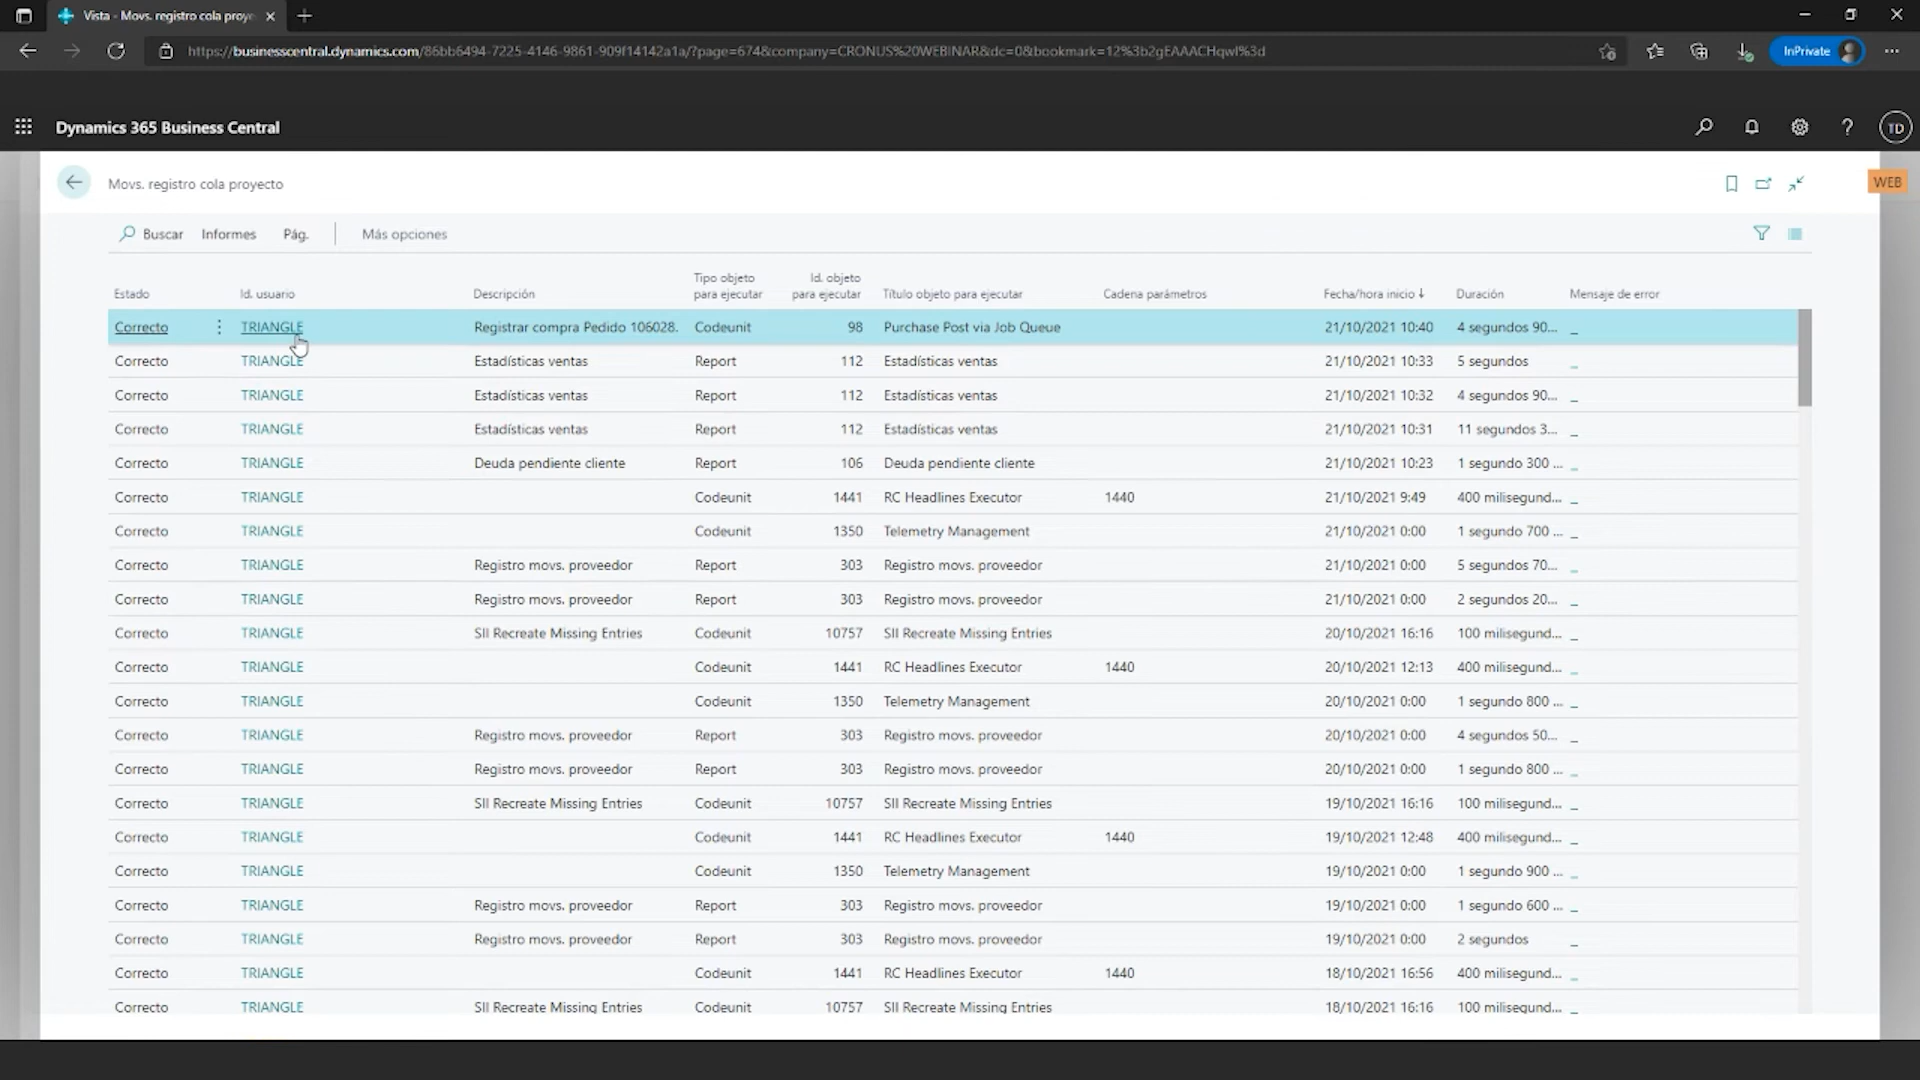 Vista - Movs. registro cola proye
https://businesscentral.dynamics.com/86bb6494-7225-4146-9861-909f14142a1a/?page=674&company=CRONUS%20WEBINAR&dc=0&bookmark=12%3b2gEAAACHqwI%3d
InPrivate
Dynamics 365 Business Central
TD
Movs. registro cola proyecto
WEB
Buscar Informes Pág. Más opciones
Estado Id. usuario Descripción Tipo objeto para ejecutar Id. objeto para ejecutar Título objeto para ejecutar Cadena parámetros Fecha/hora inicio ↓ Duración Mensaje de error
Correcto TRIANGLE Registrar compra Pedido 106028. Codeunit 98 Purchase Post via Job Queue 21/10/2021 10:40 4 segundos 90... _
Correcto TRIANGLE Estadísticas ventas Report 112 Estadísticas ventas 21/10/2021 10:33 5 segundos _
Correcto TRIANGLE Estadísticas ventas Report 112 Estadísticas ventas 21/10/2021 10:32 4 segundos 90... _
Correcto TRIANGLE Estadísticas ventas Report 112 Estadísticas ventas 21/10/2021 10:31 11 segundos 3... _
Correcto TRIANGLE Deuda pendiente cliente Report 106 Deuda pendiente cliente 21/10/2021 10:23 1 segundo 300 ... _
Correcto TRIANGLE Codeunit 1441 RC Headlines Executor 1440 21/10/2021 9:49 400 milisegund... _
Correcto TRIANGLE Codeunit 1350 Telemetry Management 21/10/2021 0:00 1 segundo 700 ... _
Correcto TRIANGLE Registro movs. proveedor Report 303 Registro movs. proveedor 21/10/2021 0:00 5 segundos 70... _
Correcto TRIANGLE Registro movs. proveedor Report 303 Registro movs. proveedor 21/10/2021 0:00 2 segundos 20... _
Correcto TRIANGLE SII Recreate Missing Entries Codeunit 10757 SII Recreate Missing Entries 20/10/2021 16:16 100 milisegund... _
Correcto TRIANGLE Codeunit 1441 RC Headlines Executor 1440 20/10/2021 12:13 400 milisegund... _
Correcto TRIANGLE Codeunit 1350 Telemetry Management 20/10/2021 0:00 1 segundo 800 ... _
Correcto TRIANGLE Registro movs. proveedor Report 303 Registro movs. proveedor 20/10/2021 0:00 4 segundos 50... _
Correcto TRIANGLE Registro movs. proveedor Report 303 Registro movs. proveedor 20/10/2021 0:00 1 segundo 800 ... _
Correcto TRIANGLE SII Recreate Missing Entries Codeunit 10757 SII Recreate Missing Entries 19/10/2021 16:16 100 milisegund... _
Correcto TRIANGLE Codeunit 1441 RC Headlines Executor 1440 19/10/2021 12:48 400 milisegund... _
Correcto TRIANGLE Codeunit 1350 Telemetry Management 19/10/2021 0:00 1 segundo 900 ... _
Correcto TRIANGLE Registro movs. proveedor Report 303 Registro movs. proveedor 19/10/2021 0:00 1 segundo 600 ... _
Correcto TRIANGLE Registro movs. proveedor Report 303 Registro movs. proveedor 19/10/2021 0:00 2 segundos _
Correcto TRIANGLE Codeunit 1441 RC Headlines Executor 1440 18/10/2021 16:56 400 milisegund... _
Correcto TRIANGLE SII Recreate Missing Entries Codeunit 10757 SII Recreate Missing Entries 18/10/2021 16:16 100 milisegund... _